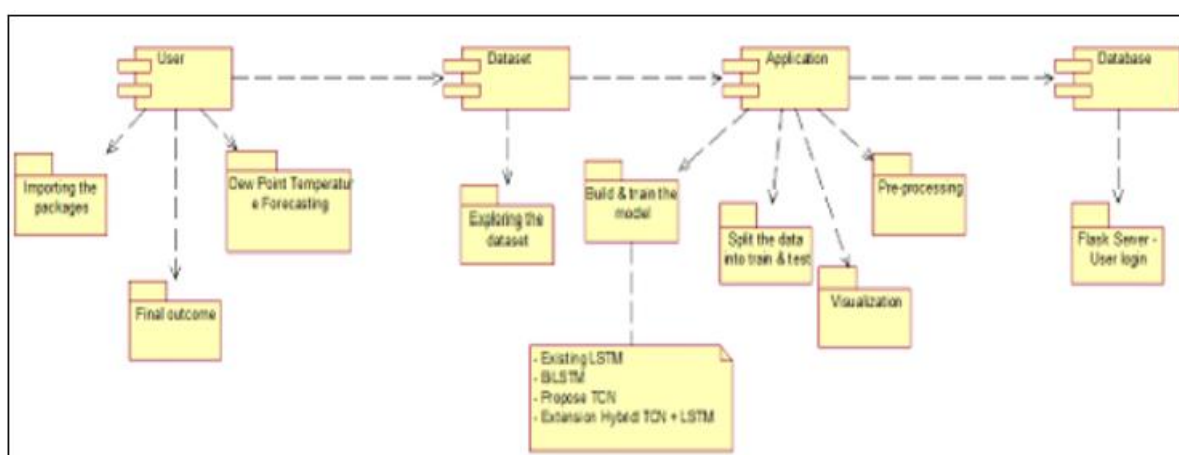 User
Dataset
Application
Database
Importing the
packages
Dew Point Temperatur
e Forecasting
Final outcome
Exploring the
dataset
Build & train the
model
Split the data
into train & test
Visualization
Pre-processing
Flask Server -
User login
- Existing LSTM
- BiLSTM
- Propose TCN
- Extension Hybrid TCN + LSTM